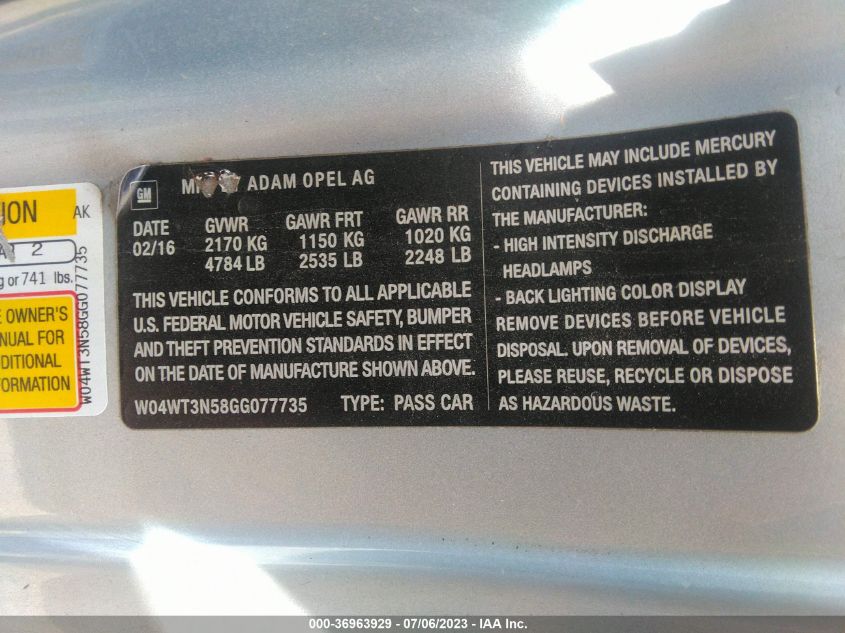 ION
AK
2
g or 741 lbs.
E OWNER'S
NUAL FOR
DDITIONAL
FORMATION
W04WT3N58GG077735
GM
ADAM OPEL AG
DATE GVWR GAWR FRT GAWR RR
02/16 2170 KG 1150 KG 1020 KG
4784 LB 2535 LB 2248 LB
THIS VEHICLE CONFORMS TO ALL APPLICABLE
U.S. FEDERAL MOTOR VEHICLE SAFETY, BUMPER
AND THEFT PREVENTION STANDARDS IN EFFECT
ON THE DATE OF MANUFACTURE SHOWN ABOVE.
W04WT3N58GG077735 TYPE: PASS CAR
THIS VEHICLE MAY INCLUDE MERCURY
CONTAINING DEVICES INSTALLED BY
THE MANUFACTURER:
- HIGH INTENSITY DISCHARGE
HEADLAMPS
- BACK LIGHTING COLOR DISPLAY
REMOVE DEVICES BEFORE VEHICLE
DISPOSAL. UPON REMOVAL OF DEVICES,
PLEASE REUSE, RECYCLE OR DISPOSE
AS HAZARDOUS WASTE.
000-36963929 / 07/06/2023 - IAA Inc.